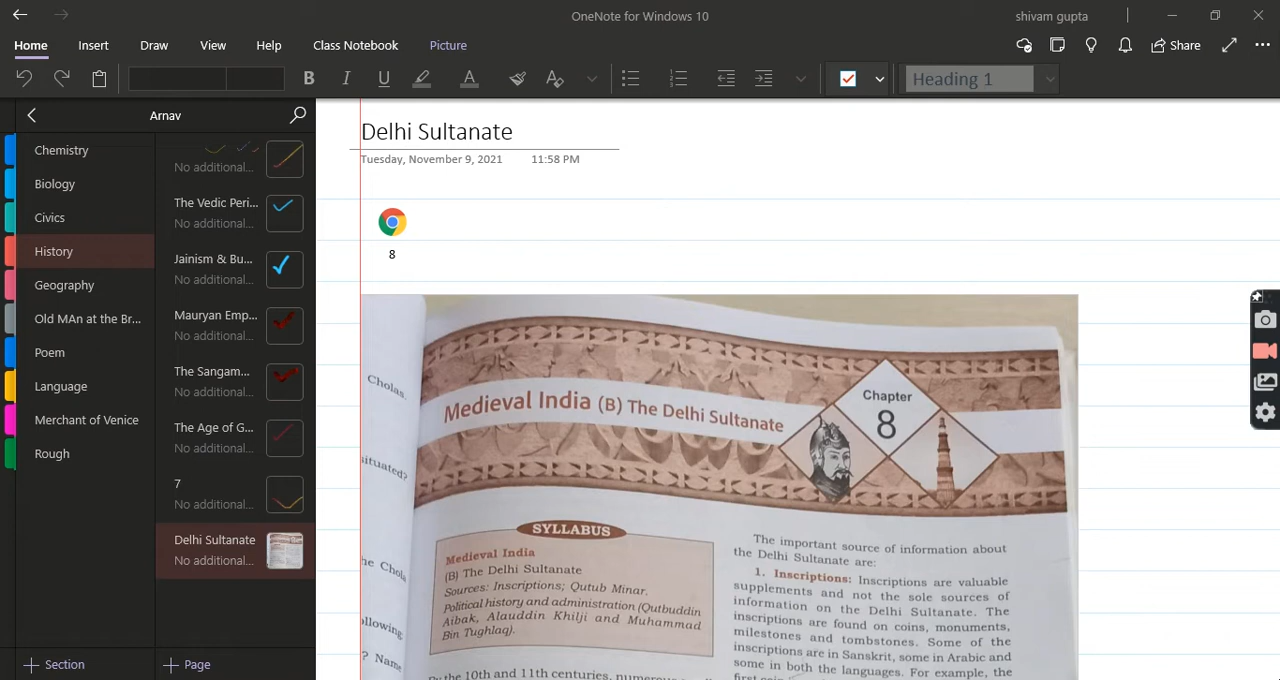 OneNote for Windows 10
shivam gupta
Home
Insert
Draw
View
Help
Class Notebook
Picture
Share
B
I
U
A
Heading 1
Arnav
Chemistry
Biology
Civics
History
Geography
Old MAn at the Br...
Poem
Language
Merchant of Venice
Rough
Section
No additional...
The Vedic Peri...
No additional...
Jainism & Bu...
No additional...
Mauryan Emp...
No additional...
The Sangam...
No additional...
The Age of G...
No additional...
7
No additional...
Delhi Sultanate
No additional...
Page
Delhi Sultanate
Tuesday, November 9, 2021
11:58 PM
8
Cholas.
situated?
he Chola
ollowing
? Name
Medieval India (B) The Delhi Sultanate
Chapter
8
SYLLABUS
Medieval India
(B) The Delhi Sultanate
Sources: Inscriptions; Qutub Minar.
Political history and administration (Qutbuddin
Aibak, Alauddin Khilji and Muhammad
Bin Tughlaq).
By the 10th and 11th centuries, numerous
The important source of information about
the Delhi Sultanate are:
1. Inscriptions: Inscriptions are valuable
supplements and not the sole sources of
information on the Delhi Sultanate. The
inscriptions are found on coins, monuments,
milestones and tombstones. Some of the
inscriptions are in Sanskrit, some in Arabic and
some in both the languages. For example, the